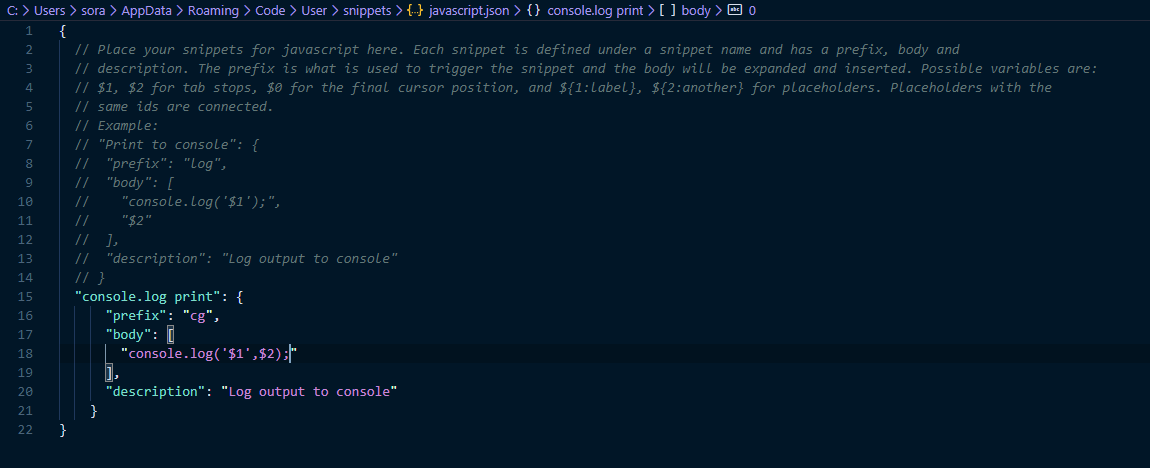 C: > Users > sora > AppData > Roaming > Code > User > snippets > {..} javascript.json > {} console.log print > [ ] body > abc 0
1 {
2 // Place your snippets for javascript here. Each snippet is defined under a snippet name and has a prefix, body and
3 // description. The prefix is what is used to trigger the snippet and the body will be expanded and inserted. Possible variables are:
4 // $1, $2 for tab stops, $0 for the final cursor position, and ${1:label}, ${2:another} for placeholders. Placeholders with the
5 // same ids are connected.
6 // Example:
7 // "Print to console": {
8 //  "prefix": "log",
9 //  "body": [
10 //    "console.log('$1');",
11 //    "$2"
12 //  ],
13 //  "description": "Log output to console"
14 // }
15 "console.log print": {
16 "prefix": "cg",
17 "body": [
18 "console.log('$1',$2);"
19 ],
20 "description": "Log output to console"
21 }
22 }